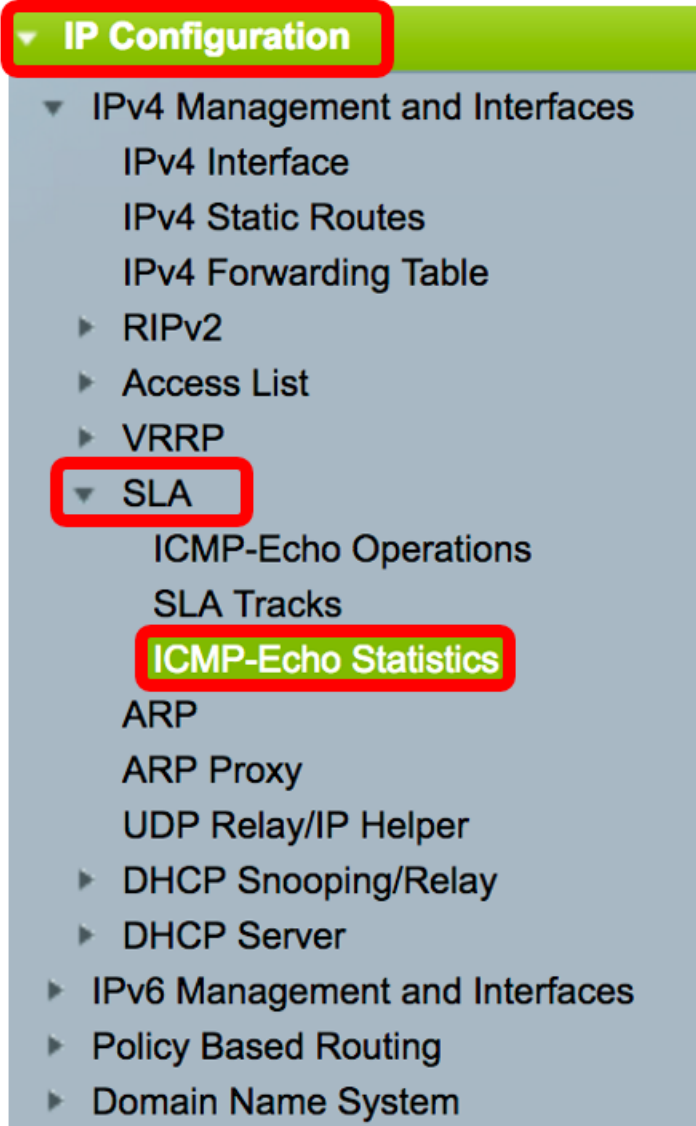 IP Configuration
IPv4 Management and Interfaces
IPv4 Interface
IPv4 Static Routes
IPv4 Forwarding Table
RIPv2
Access List
VRRP
SLA
ICMP-Echo Operations
SLA Tracks
ICMP-Echo Statistics
ARP
ARP Proxy
UDP Relay/IP Helper
DHCP Snooping/Relay
DHCP Server
IPv6 Management and Interfaces
Policy Based Routing
Domain Name System